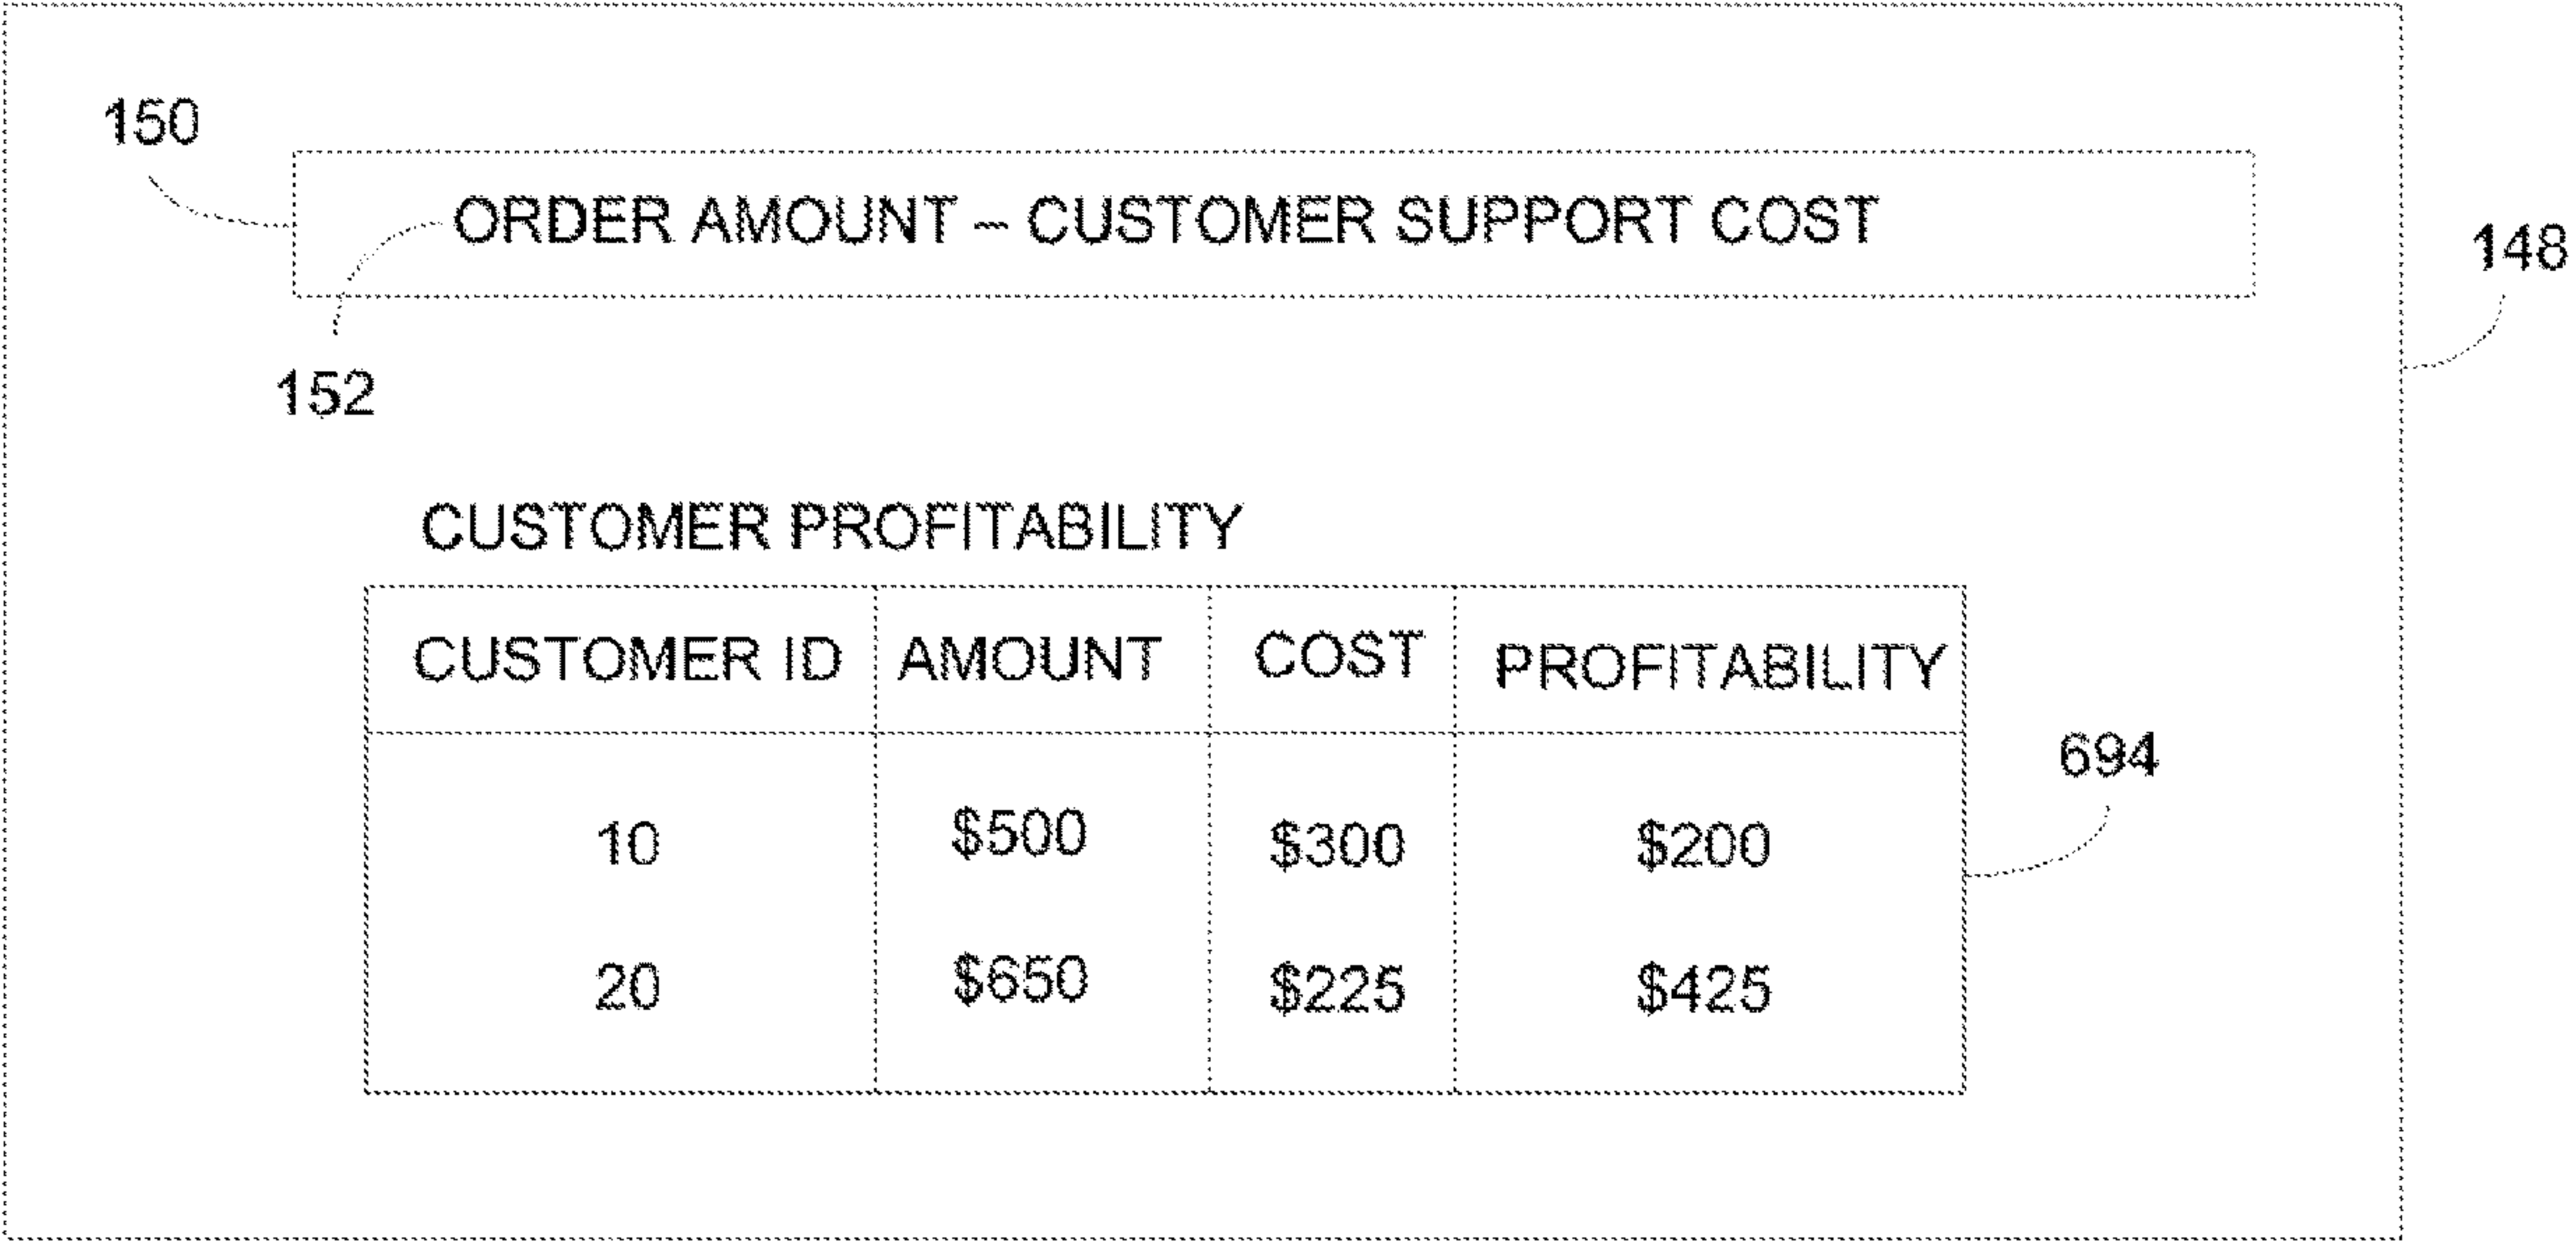 150
ORDER AMOUNT – CUSTOMER SUPPORT COST
148
152
CUSTOMER PROFITABILITY
CUSTOMER ID AMOUNT COST PROFITABILITY
694
10 $500 $300 $200
20 $650 $225 $425